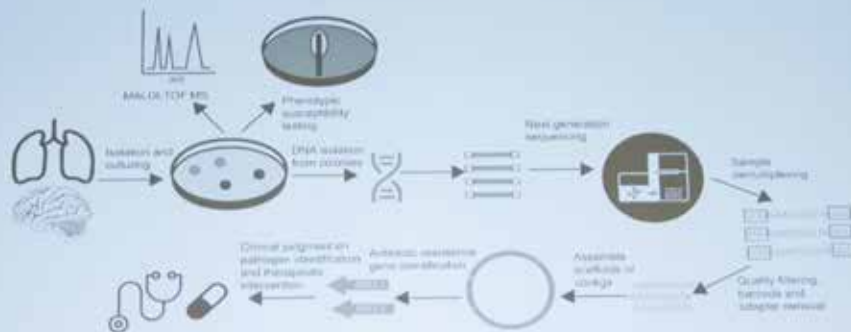 m/z
MALDI-TOF MS
Phenotypic
susceptibility
testing
Isolation and
culturing
DNA isolation
from colonies
Next-generation
sequencing
Sample
demultiplexing
Quality filtering,
barcode and
adapter removal
Assemble
scaffolds or
contigs
Antibiotic resistance
gene identification
Clinical judgment on
pathogen identification
and therapeutic
intervention